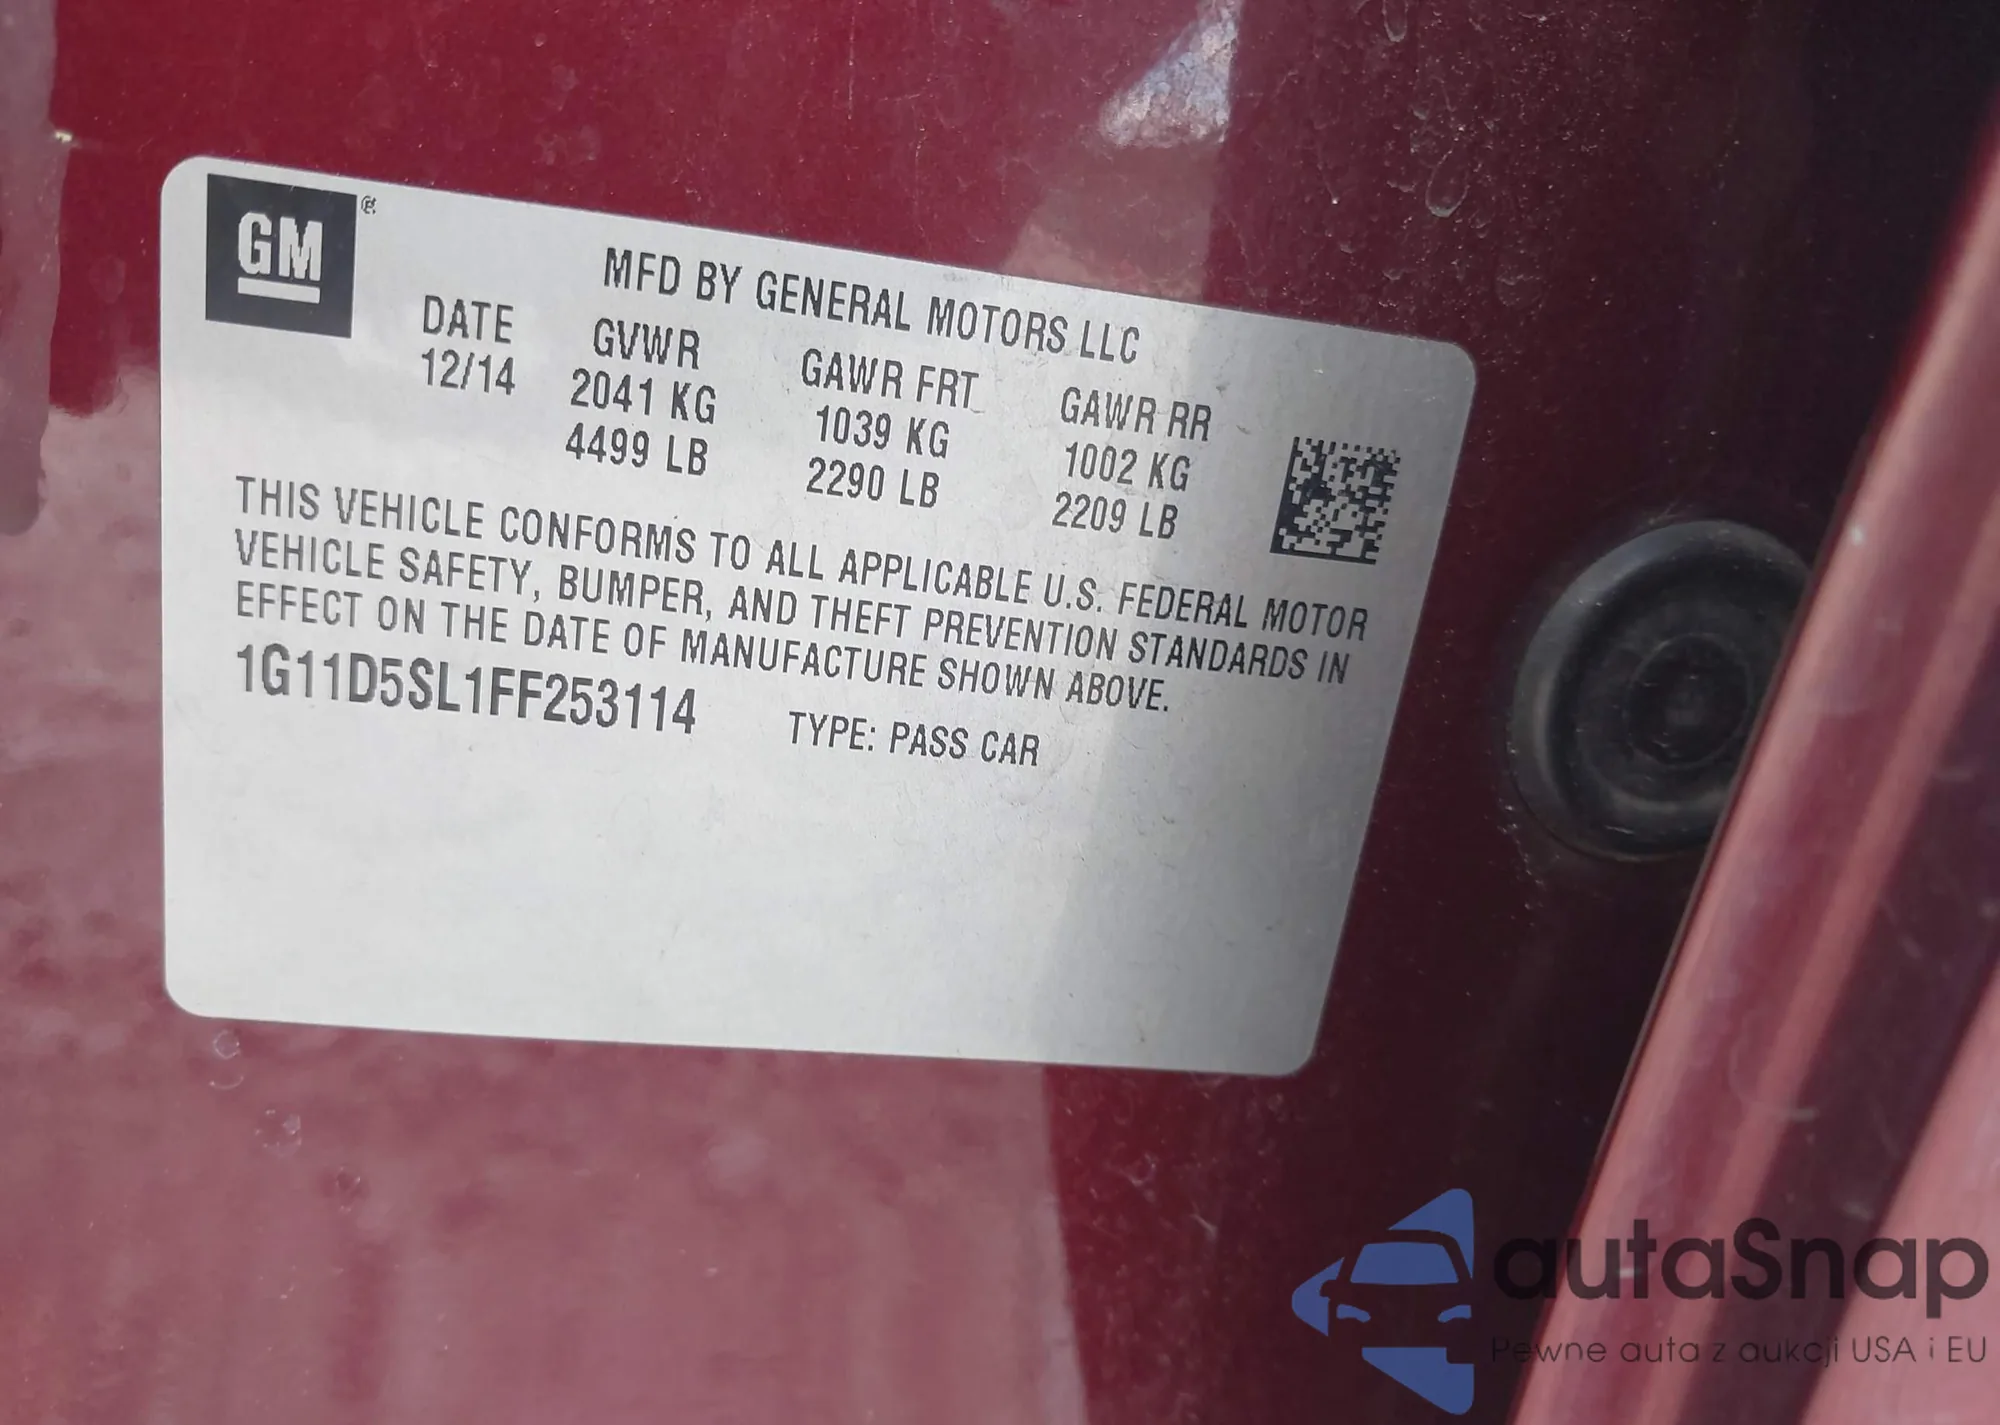 GM®
MFD BY GENERAL MOTORS LLC
DATE GVWR GAWR FRT GAWR RR
12/14 2041 KG 1039 KG 1002 KG
4499 LB 2290 LB 2209 LB
THIS VEHICLE CONFORMS TO ALL APPLICABLE U.S. FEDERAL MOTOR
VEHICLE SAFETY, BUMPER, AND THEFT PREVENTION STANDARDS IN
EFFECT ON THE DATE OF MANUFACTURE SHOWN ABOVE.
1G11D5SL1FF253114 TYPE: PASS CAR
autaSnap
Pewne auta z aukcji USA i EU